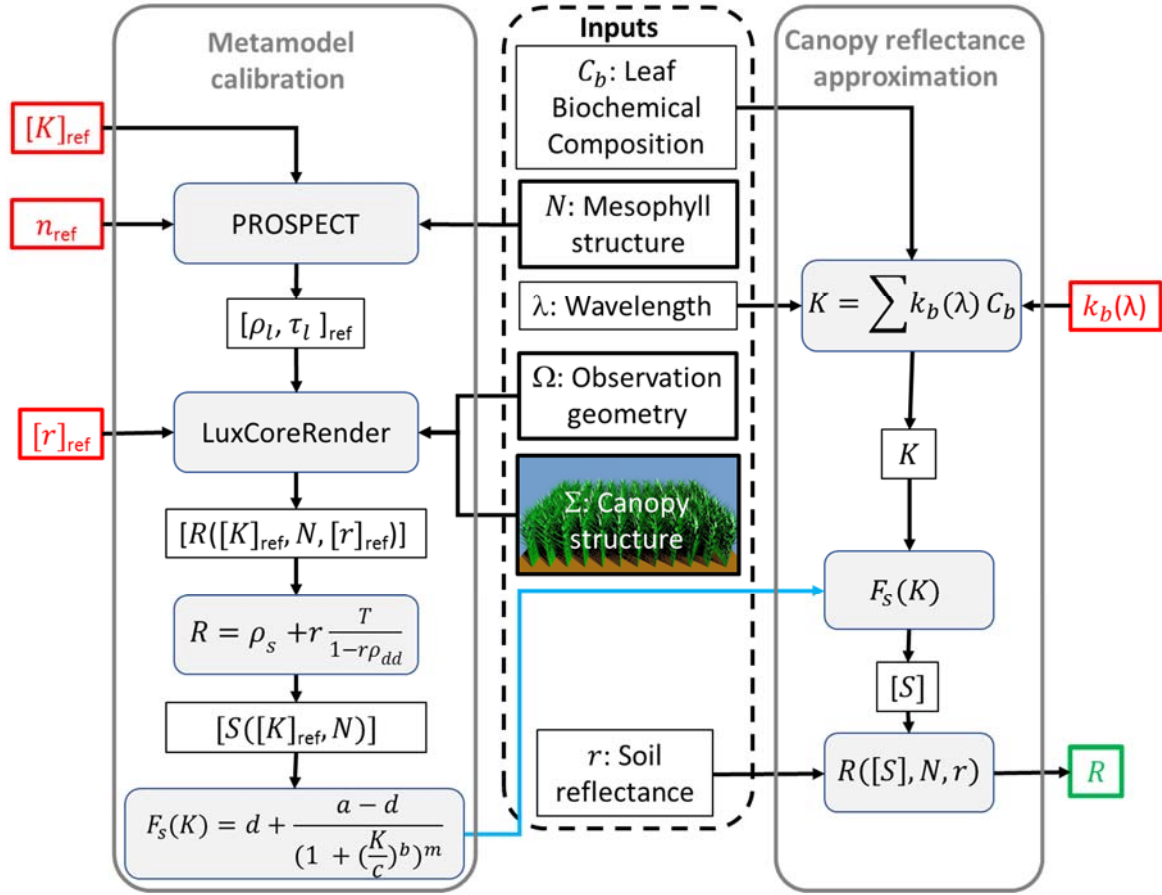 Metamodel
calibration
[K]ref
PROSPECT
nref
[ρl, τl ]ref
LuxCoreRender
[r]ref
[R([K]ref, N, [r]ref)]
R = ρs +r T/(1−rρdd)
[S([K]ref, N)]
Fs(K) = d + (a − d)/(1 + (K/c)^b)^m
Inputs
Cb: Leaf
Biochemical
Composition
N: Mesophyll
structure
λ: Wavelength
Ω: Observation
geometry
Σ: Canopy
structure
r: Soil
reflectance
Canopy reflectance
approximation
K = ∑ kb(λ) Cb
kb(λ)
K
Fs(K)
[S]
R([S], N, r)
R